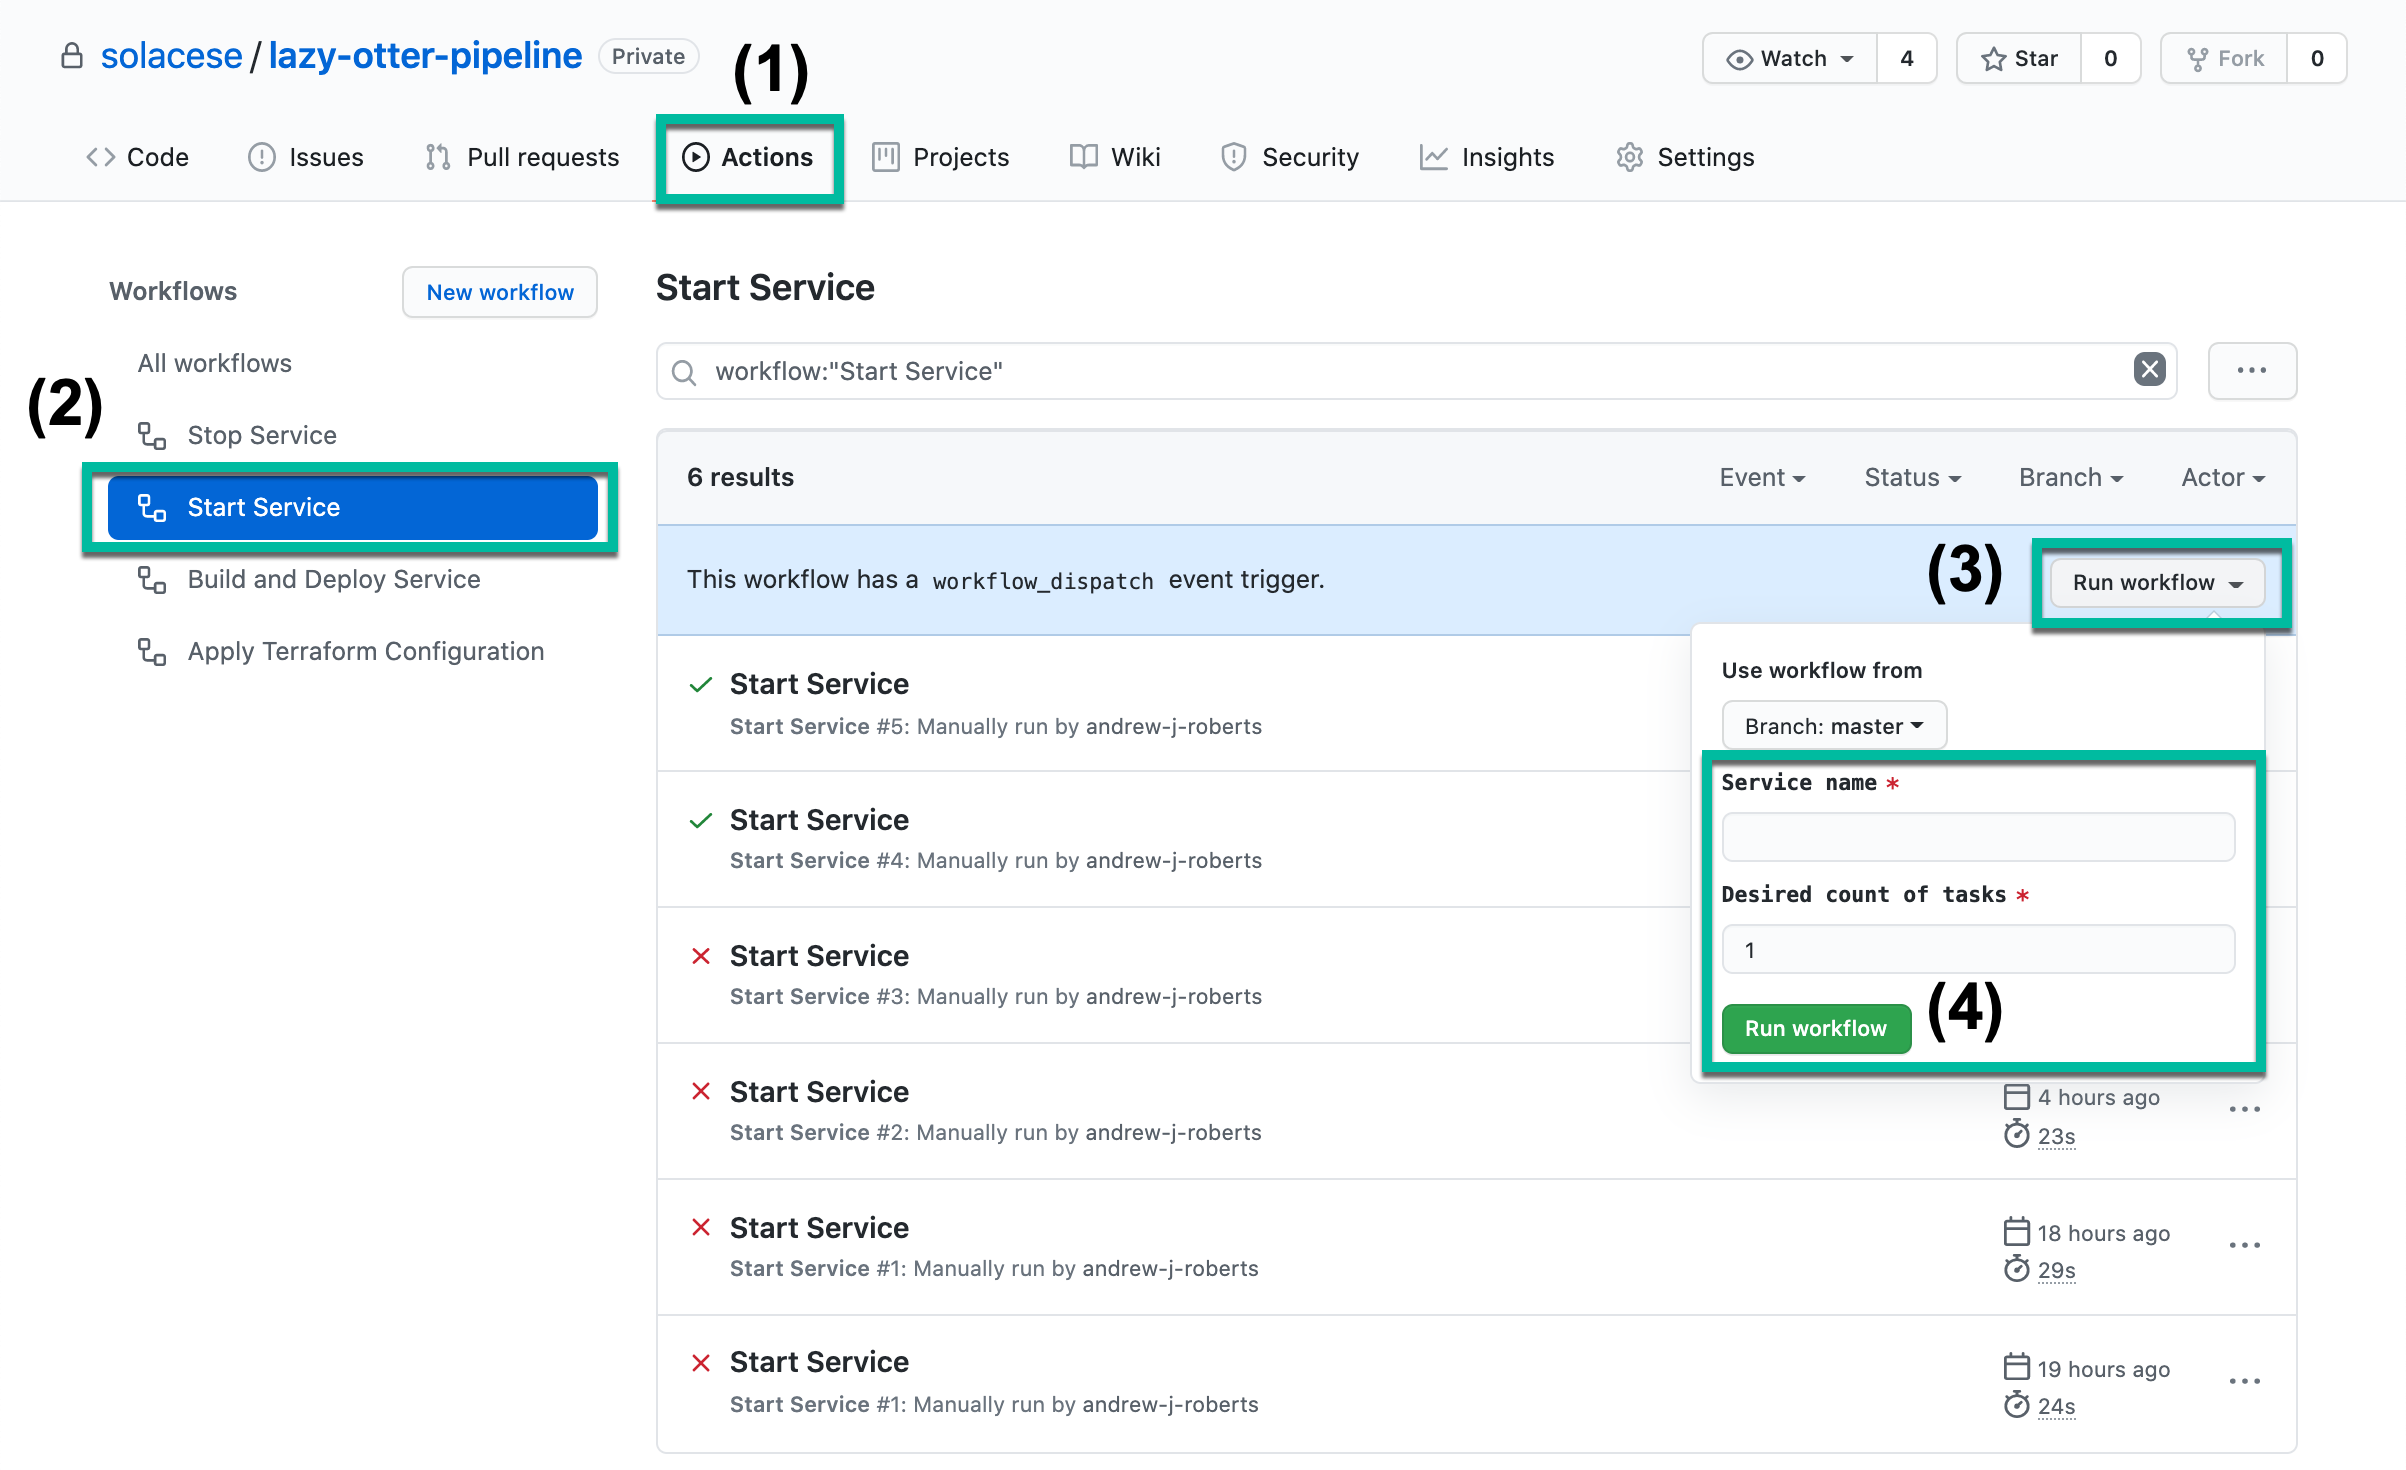 solacese / lazy-otter-pipeline Private
(1)
Watch 4 Star 0 Fork 0
Code Issues Pull requests Actions Projects Wiki Security Insights Settings
Workflows
New workflow
All workflows
(2)
Stop Service
Start Service
Build and Deploy Service
Apply Terraform Configuration
Start Service
workflow:"Start Service"
6 results
Event Status Branch Actor
This workflow has a workflow_dispatch event trigger.
(3)
Run workflow
Use workflow from
Branch: master
Service name *
Desired count of tasks *
1
Run workflow
(4)
Start Service
Start Service #5: Manually run by andrew-j-roberts
Start Service
Start Service #4: Manually run by andrew-j-roberts
Start Service
Start Service #3: Manually run by andrew-j-roberts
Start Service
Start Service #2: Manually run by andrew-j-roberts
4 hours ago
23s
Start Service
Start Service #1: Manually run by andrew-j-roberts
18 hours ago
29s
Start Service
Start Service #1: Manually run by andrew-j-roberts
19 hours ago
24s